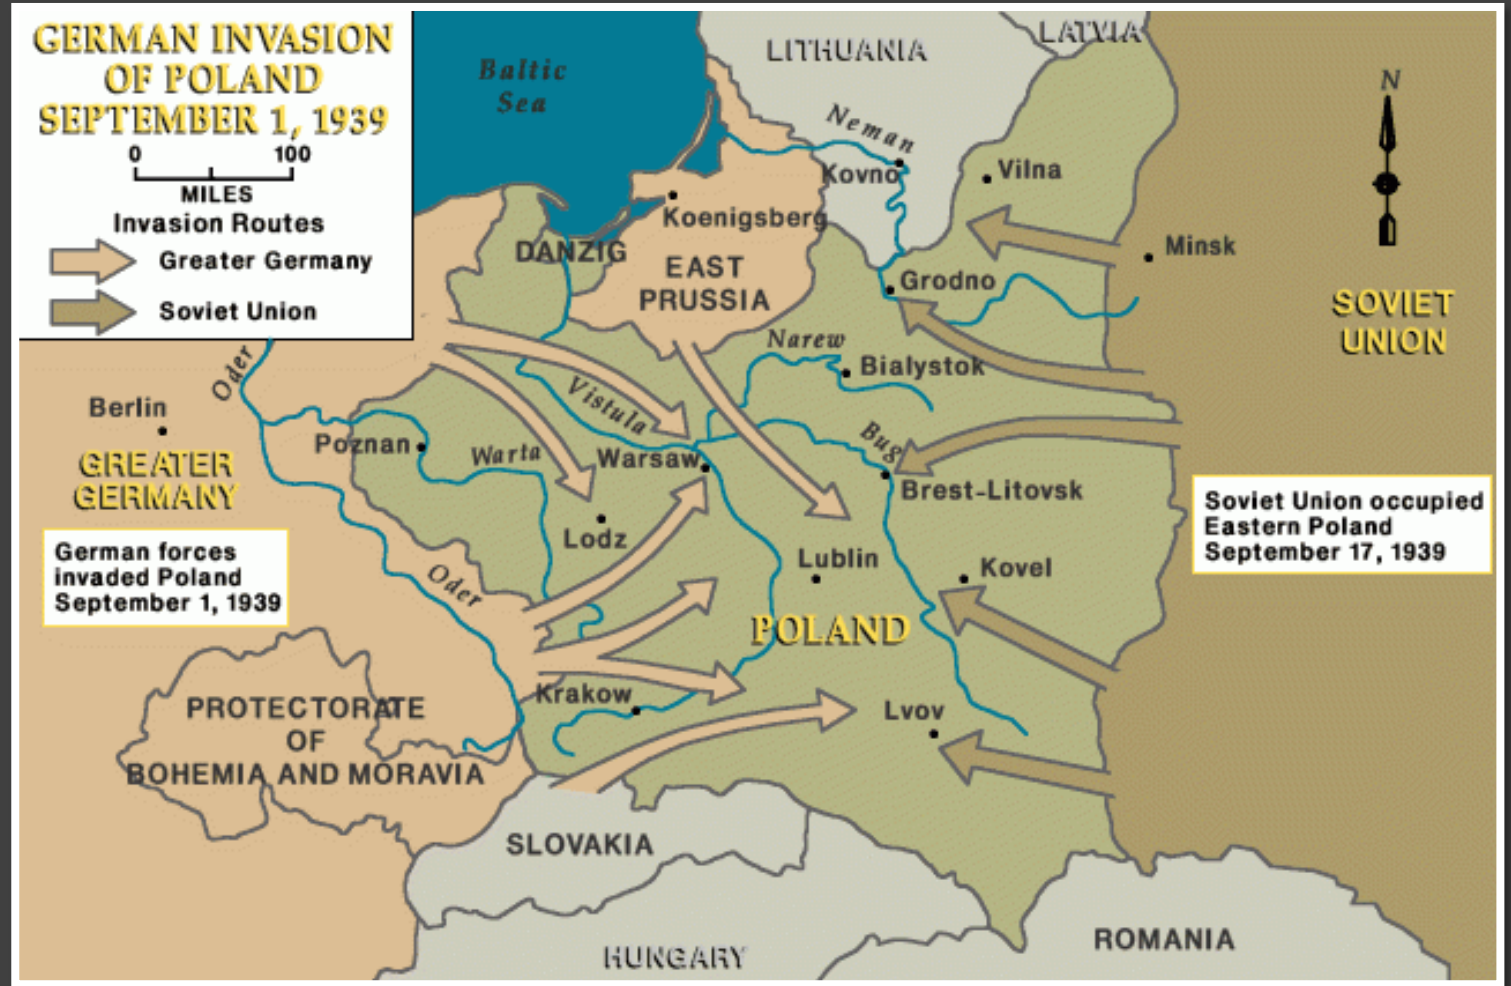 GERMAN INVASION
OF POLAND
SEPTEMBER 1, 1939
0 100
MILES
Invasion Routes
Greater Germany
Soviet Union
Baltic
Sea
LITHUANIA
LATVIA
N
Neman
Kovno
Vilna
Koenigsberg
DANZIG
EAST
PRUSSIA
Minsk
Grodno
SOVIET
UNION
Oder
Narew
Bialystok
Berlin
Vistula
Poznan
Warta
Warsaw
Bug
GREATER
GERMANY
Brest-Litovsk
Soviet Union occupied
Eastern Poland
September 17, 1939
German forces
invaded Poland
September 1, 1939
Lodz
Oder
Lublin
Kovel
POLAND
Krakow
Lvov
PROTECTORATE
OF
BOHEMIA AND MORAVIA
SLOVAKIA
HUNGARY
ROMANIA